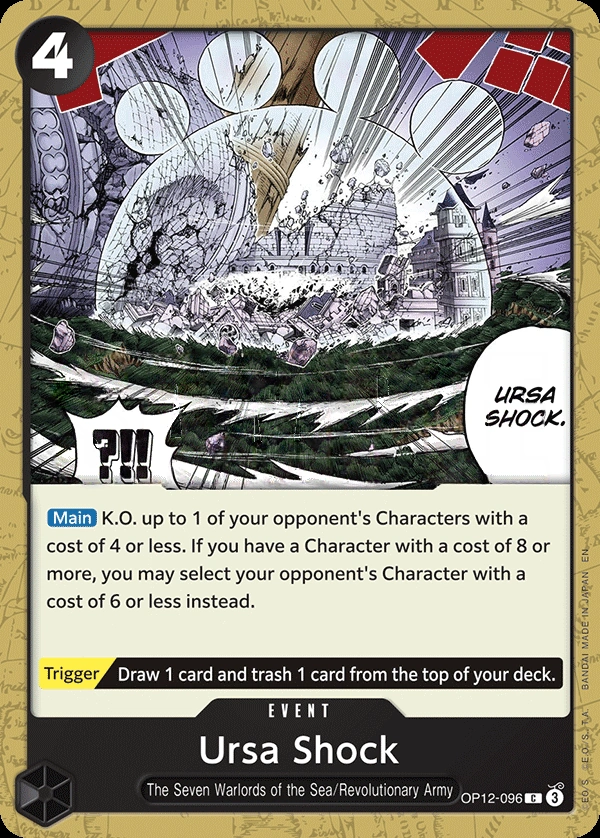 4
URSA
SHOCK.
?!!
Main K.O. up to 1 of your opponent's Characters with a
cost of 4 or less. If you have a Character with a cost of 8 or
more, you may select your opponent's Character with a
cost of 6 or less instead.
Trigger Draw 1 card and trash 1 card from the top of your deck.
EVENT
Ursa Shock
The Seven Warlords of the Sea/Revolutionary Army
OP12-096 C 3
BANDAI MADE IN JAPAN EN